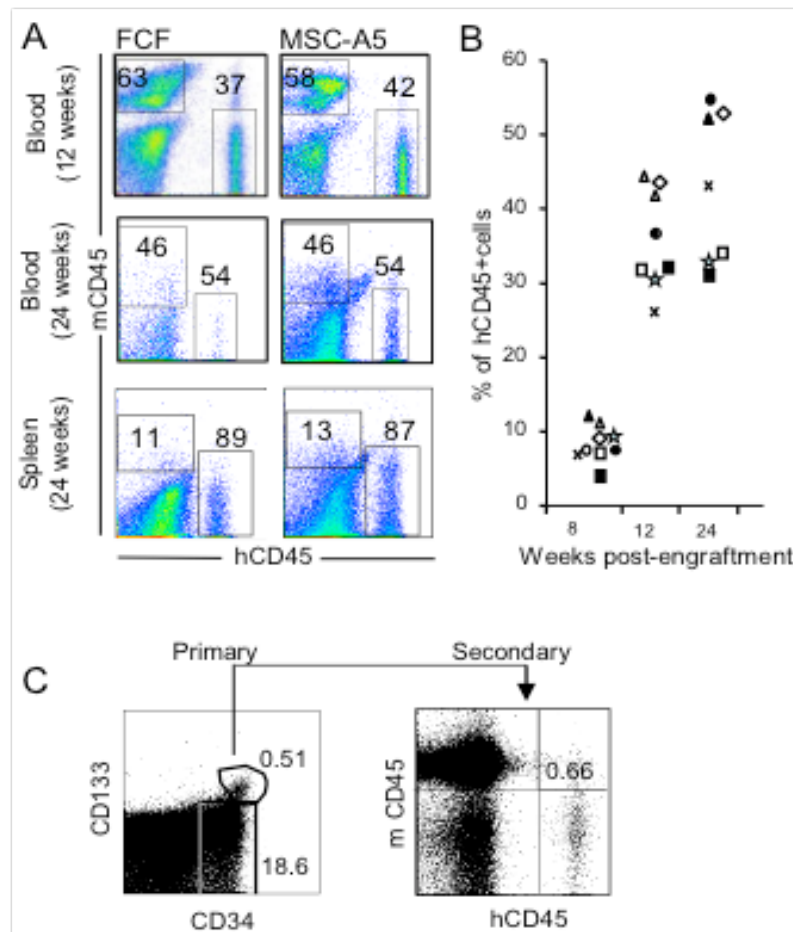 A
FCF MSC-A5
Blood
(12 weeks)
63 37
58 42
Blood
(24 weeks)
46 54
46 54
Spleen
(24 weeks)
11 89
13 87
mCD45
hCD45
B
% of hCD45+cells
60
50
40
30
20
10
0
8 12 24
Weeks post-engraftment
C
Primary Secondary
CD133
0.51
18.6
CD34
m CD45
0.66
hCD45